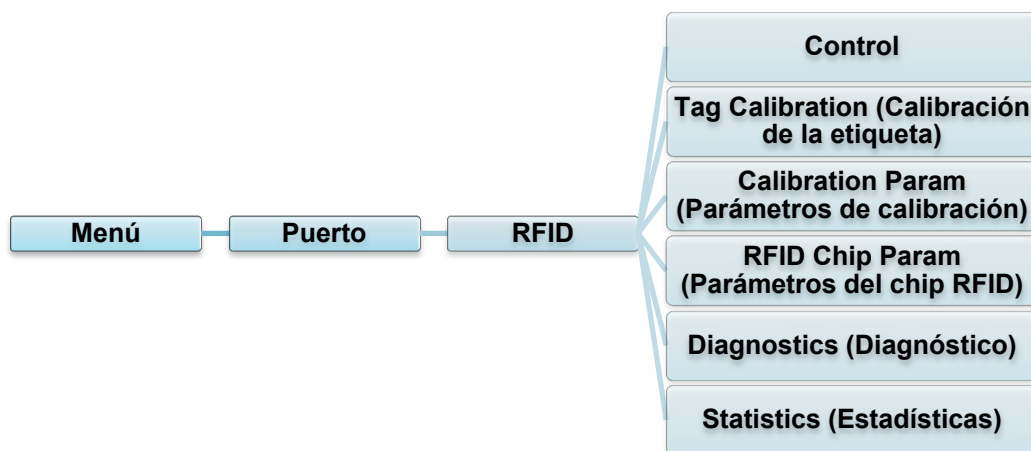 Control
Tag Calibration (Calibración
de la etiqueta)
Calibration Param
(Parámetros de calibración)
Menú
Puerto
RFID
RFID Chip Param
(Parámetros del chip RFID)
Diagnostics (Diagnóstico)
Statistics (Estadísticas)